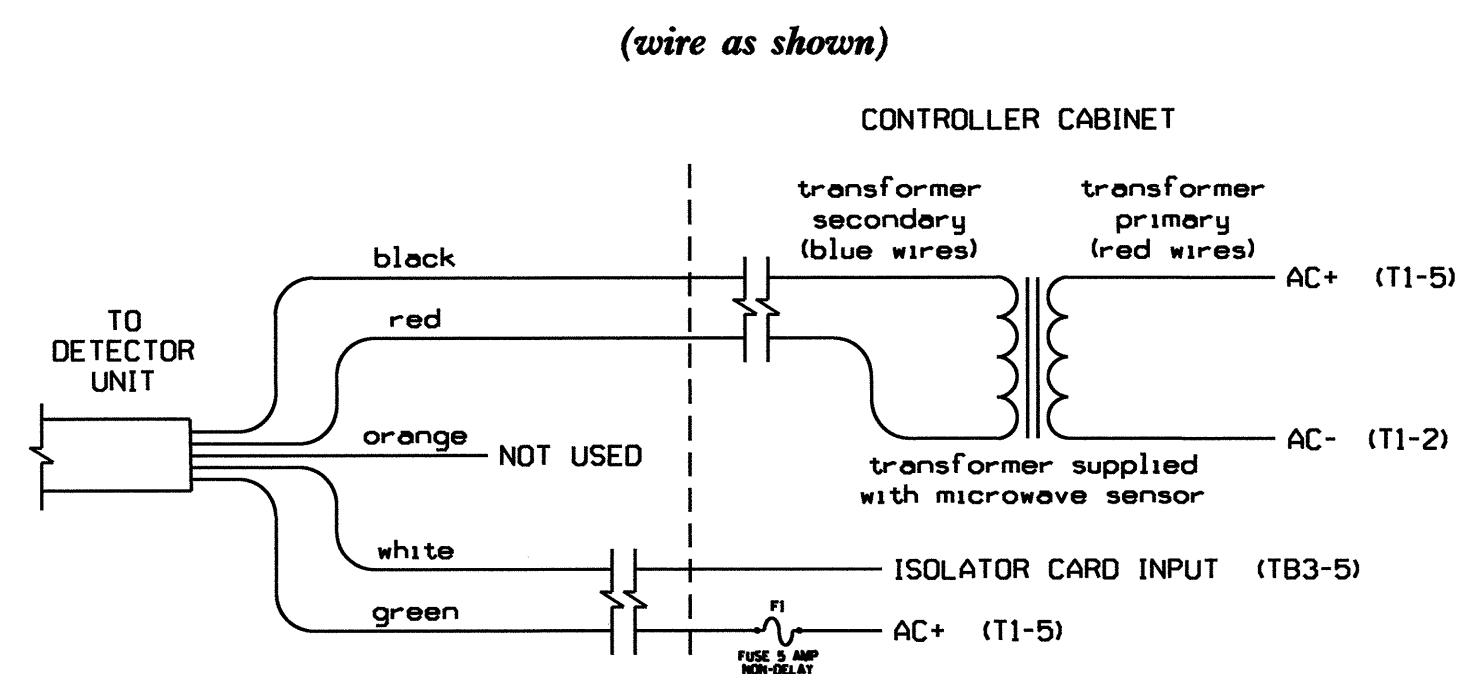 (wire as shown)
CONTROLLER CABINET
transformer
secondary
(blue wires)
transformer
primary
(red wires)
black
AC+ (T1-5)
red
TO
DETECTOR
UNIT
orange
NOT USED
AC- (T1-2)
transformer supplied
with microwave sensor
white
ISOLATOR CARD INPUT (TB3-5)
green
F1
AC+ (T1-5)
FUSE 5 AMP
NON-DELAY